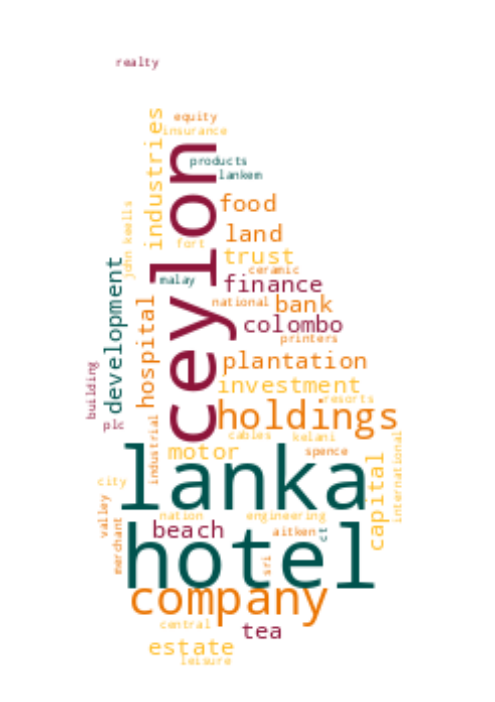 realty
equity
insurance
industries
ceylon
products
lankem
food
john keells
land
fort
trust
development
ceramic
malay
finance
hospital
national
bank
colombo
printers
building
plantation
investment
resorts
holdings
plc
industrial
cables
kelani
international
lanka
motor
spence
capital
city
valley
nation
engineering
merchant
beach
aitken
ct
hotel
sri
company
central
tea
estate
leisure